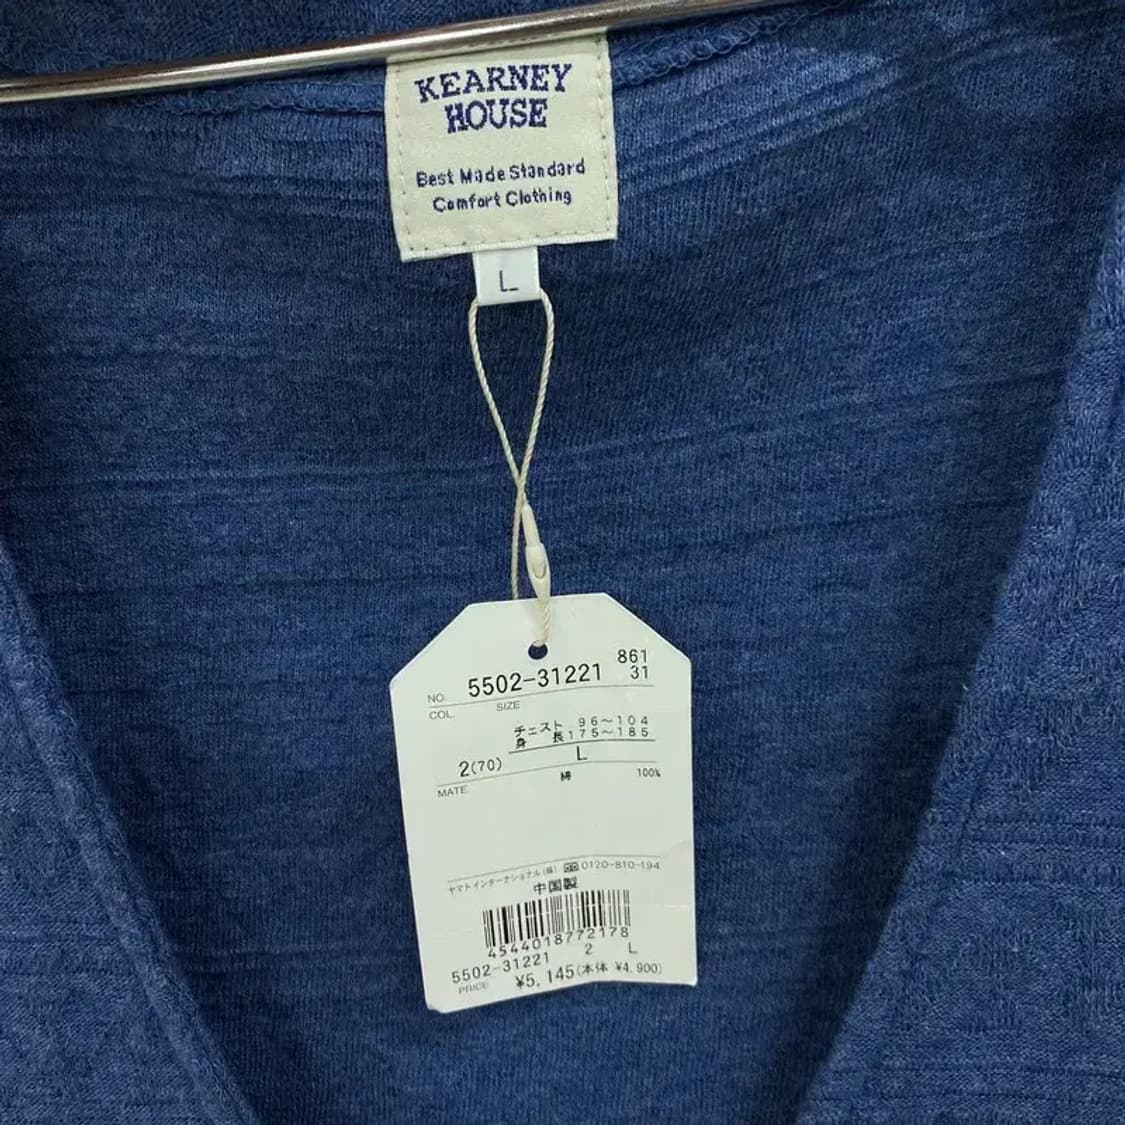 KEARNEY
HOUSE
Best Made Standard
Comfort Clothing
L
NO. 5502-31221 861
31
COL. SIZE
チェスト 96～104
身長 175～185
2(70) L
MATE. 綿 100%
ヤマトインターナショナル(株) 0120-810-194
中国製
4544018772178
5502-31221 2 L
PRICE ¥5,145(本体 ¥4,900)